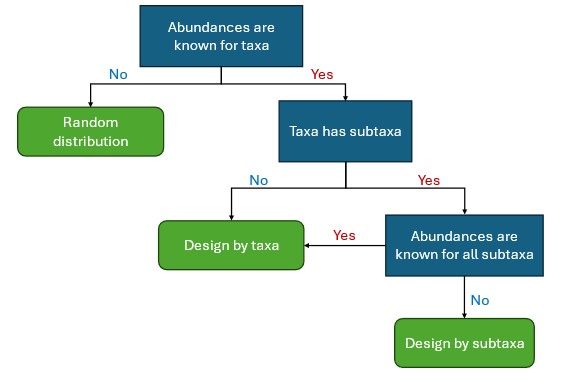 Abundances are
known for taxa
No
Yes
Random
distribution
Taxa has subtaxa
No
Yes
Design by taxa
Yes
Abundances are
known for all subtaxa
No
Design by subtaxa